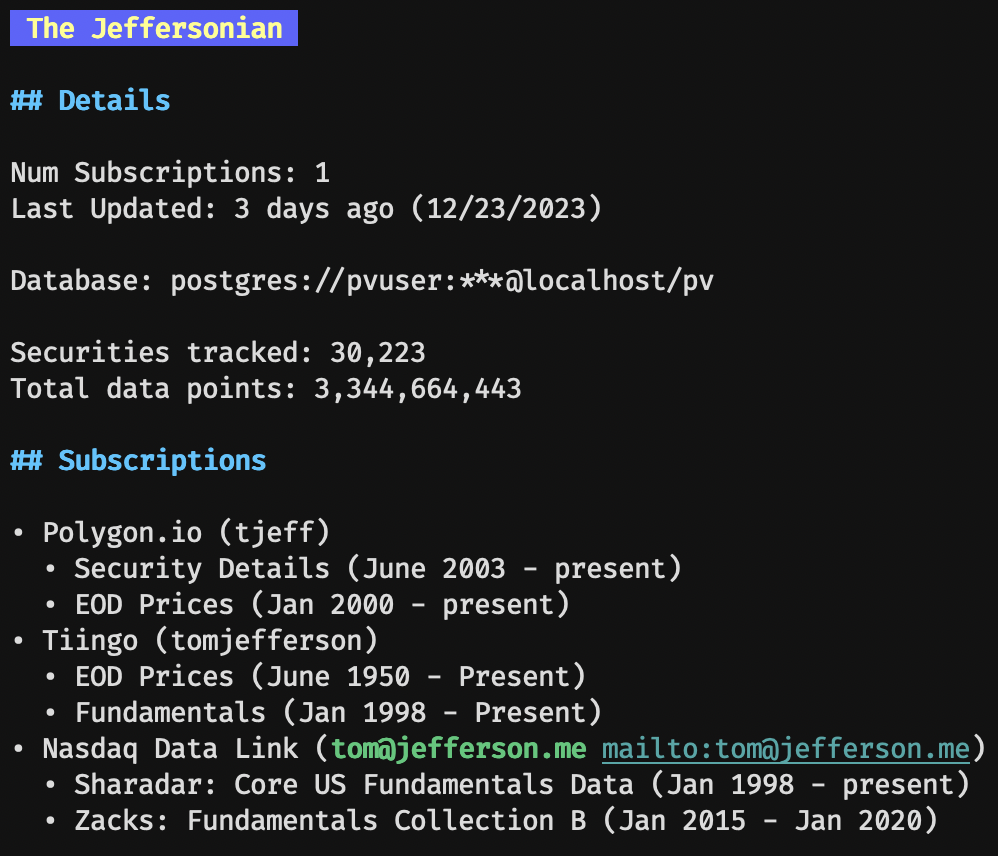 The Jeffersonian
## Details
Num Subscriptions: 1
Last Updated: 3 days ago (12/23/2023)
Database: postgres://pvuser:***@localhost/pv
Securities tracked: 30,223
Total data points: 3,344,664,443
## Subscriptions
• Polygon.io (tjeff)
• Security Details (June 2003 - present)
• EOD Prices (Jan 2000 - present)
• Tiingo (tomjefferson)
• EOD Prices (June 1950 - Present)
• Fundamentals (Jan 1998 - Present)
• Nasdaq Data Link (tom@jefferson.me mailto:tom@jefferson.me)
• Sharadar: Core US Fundamentals Data (Jan 1998 - present)
• Zacks: Fundamentals Collection B (Jan 2015 - Jan 2020)